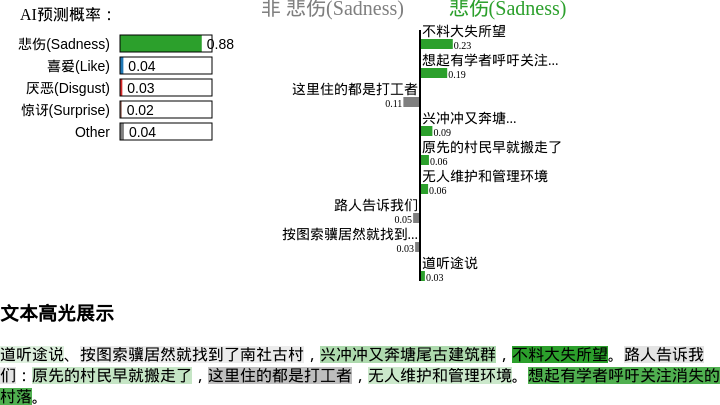 AI预测概率：
悲伤(Sadness) 0.88
喜爱(Like) 0.04
厌恶(Disgust) 0.03
惊讶(Surprise) 0.02
Other 0.04
非 悲伤(Sadness) 悲伤(Sadness)
不料大失所望
0.23
想起有学者呼吁关注...
0.19
这里住的都是打工者
0.11
兴冲冲又奔塘...
0.09
原先的村民早就搬走了
0.06
无人维护和管理环境
0.06
路人告诉我们
0.05
按图索骥居然就找到...
0.03
道听途说
0.03
文本高光展示
道听途说、按图索骥居然就找到了南社古村，兴冲冲又奔塘尾古建筑群，不料大失所望。路人告诉我
们：原先的村民早就搬走了，这里住的都是打工者，无人维护和管理环境。想起有学者呼吁关注消失的
村落。